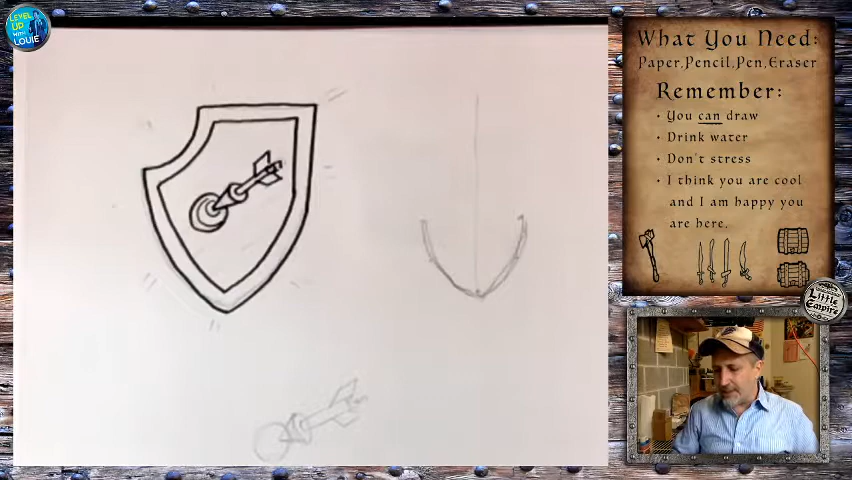 LEVEL
UP
WITH
LOUIE
What You Need:
Paper,Pencil,Pen,Eraser
Remember:
• You can draw
• Drink water
• Don't stress
• I think you are cool
and I am happy you
are here.
Little
Empire